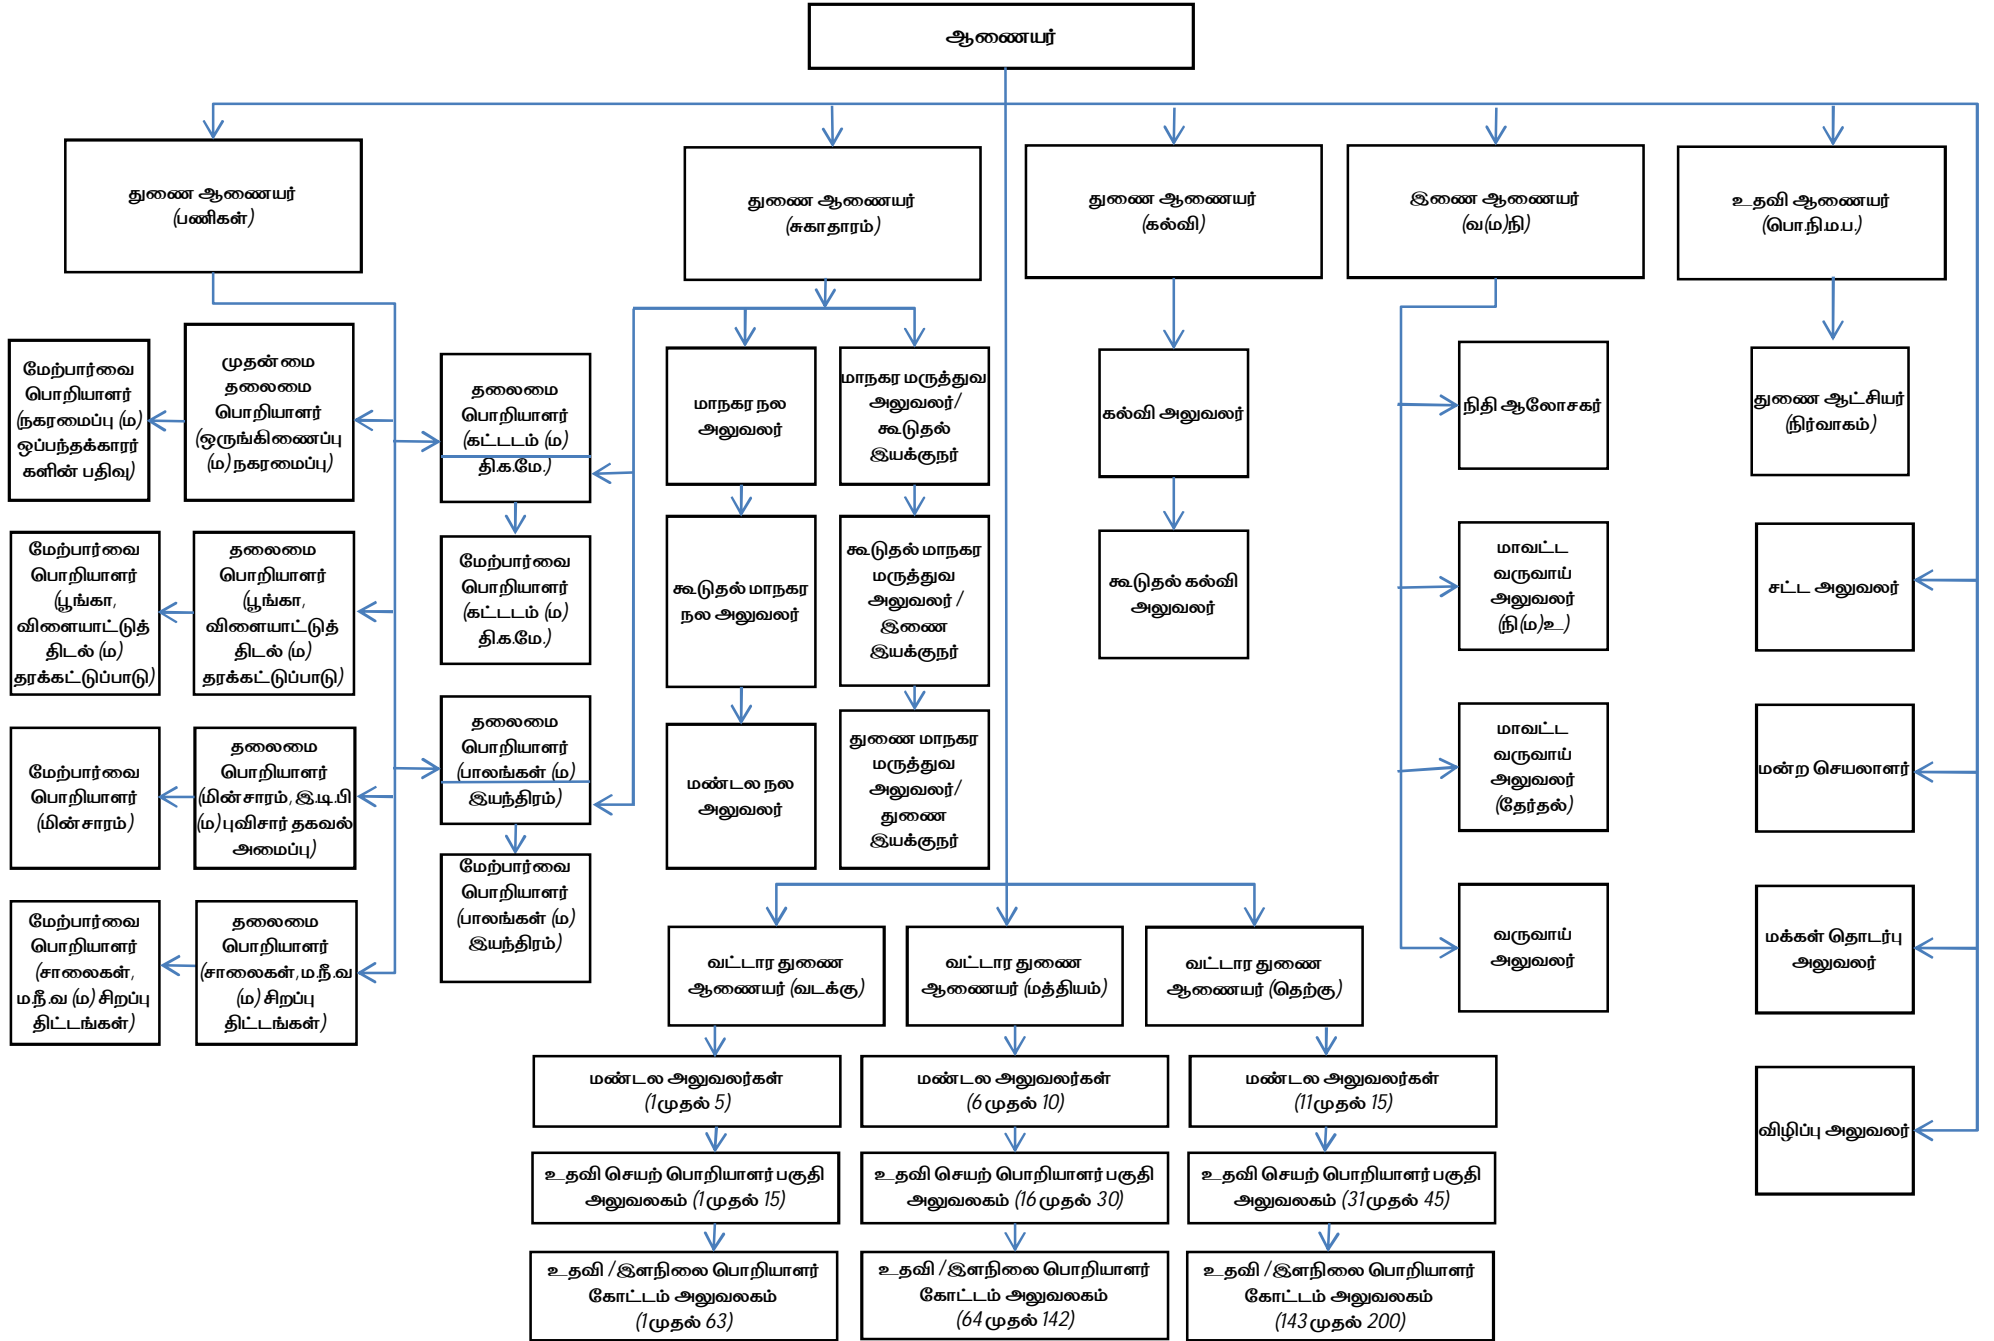 ஆணையர்
துணை ஆணையர்
(பணிகள்)
துணை ஆணையர்
(சுகாதாரம்)
துணை ஆணையர்
(கல்வி)
இணை ஆணையர்
(வ(ம)நி)
உதவி ஆணையர்
(பொ.நி.ம.ப.)
மேற்பார்வை
பொறியாளர்
(நகரமைப்பு (ம)
ஒப்பந்தக்காரர்
களின் பதிவு)
முதன்மை
தலைமை
பொறியாளர்
(ஒருங்கிணைப்பு
(ம) நகரமைப்பு)
தலைமை
பொறியாளர்
(கட்டடம் (ம)
தி.க.மே.)
மாநகர நல
அலுவலர்
மாநகர மருத்துவ
அலுவலர்/
கூடுதல்
இயக்குநர்
கல்வி அலுவலர்
நிதி ஆலோசகர்
துணை ஆட்சியர்
(நிர்வாகம்)
மேற்பார்வை
பொறியாளர்
(பூங்கா,
விளையாட்டுத்
திடல் (ம)
தரக்கட்டுப்பாடு)
தலைமை
பொறியாளர்
(பூங்கா,
விளையாட்டுத்
திடல் (ம)
தரக்கட்டுப்பாடு)
மேற்பார்வை
பொறியாளர்
(கட்டடம் (ம)
தி.க.மே.)
கூடுதல் மாநகர
நல அலுவலர்
கூடுதல் மாநகர
மருத்துவ
அலுவலர் /
இணை
இயக்குநர்
கூடுதல் கல்வி
அலுவலர்
மாவட்ட
வருவாய்
அலுவலர்
(நி(ம)உ)
சட்ட அலுவலர்
மேற்பார்வை
பொறியாளர்
(மின்சாரம்)
தலைமை
பொறியாளர்
(மின்சாரம், இ.டி.பி
(ம) புவிசார் தகவல்
அமைப்பு)
தலைமை
பொறியாளர்
(பாலங்கள் (ம)
இயந்திரம்)
மண்டல நல
அலுவலர்
துணை மாநகர
மருத்துவ
அலுவலர்/
துணை
இயக்குநர்
மாவட்ட
வருவாய்
அலுவலர்
(தேர்தல்)
மன்ற செயலாளர்
மேற்பார்வை
பொறியாளர்
(சாலைகள்,
ம.நீ.வ (ம) சிறப்பு
திட்டங்கள்)
தலைமை
பொறியாளர்
(சாலைகள், ம.நீ.வ
(ம) சிறப்பு
திட்டங்கள்)
மேற்பார்வை
பொறியாளர்
(பாலங்கள் (ம)
இயந்திரம்)
வட்டார துணை
ஆணையர் (வடக்கு)
வட்டார துணை
ஆணையர் (மத்தியம்)
வட்டார துணை
ஆணையர் (தெற்கு)
வருவாய்
அலுவலர்
மக்கள் தொடர்பு
அலுவலர்
மண்டல அலுவலர்கள்
(1 முதல் 5)
மண்டல அலுவலர்கள்
(6 முதல் 10)
மண்டல அலுவலர்கள்
(11 முதல் 15)
விழிப்பு அலுவலர்
உதவி செயற் பொறியாளர் பகுதி
அலுவலகம் (1 முதல் 15)
உதவி செயற் பொறியாளர் பகுதி
அலுவலகம் (16 முதல் 30)
உதவி செயற் பொறியாளர் பகுதி
அலுவலகம் (31 முதல் 45)
உதவி /இளநிலை பொறியாளர்
கோட்டம் அலுவலகம்
(1 முதல் 63)
உதவி /இளநிலை பொறியாளர்
கோட்டம் அலுவலகம்
(64 முதல் 142)
உதவி /இளநிலை பொறியாளர்
கோட்டம் அலுவலகம்
(143 முதல் 200)